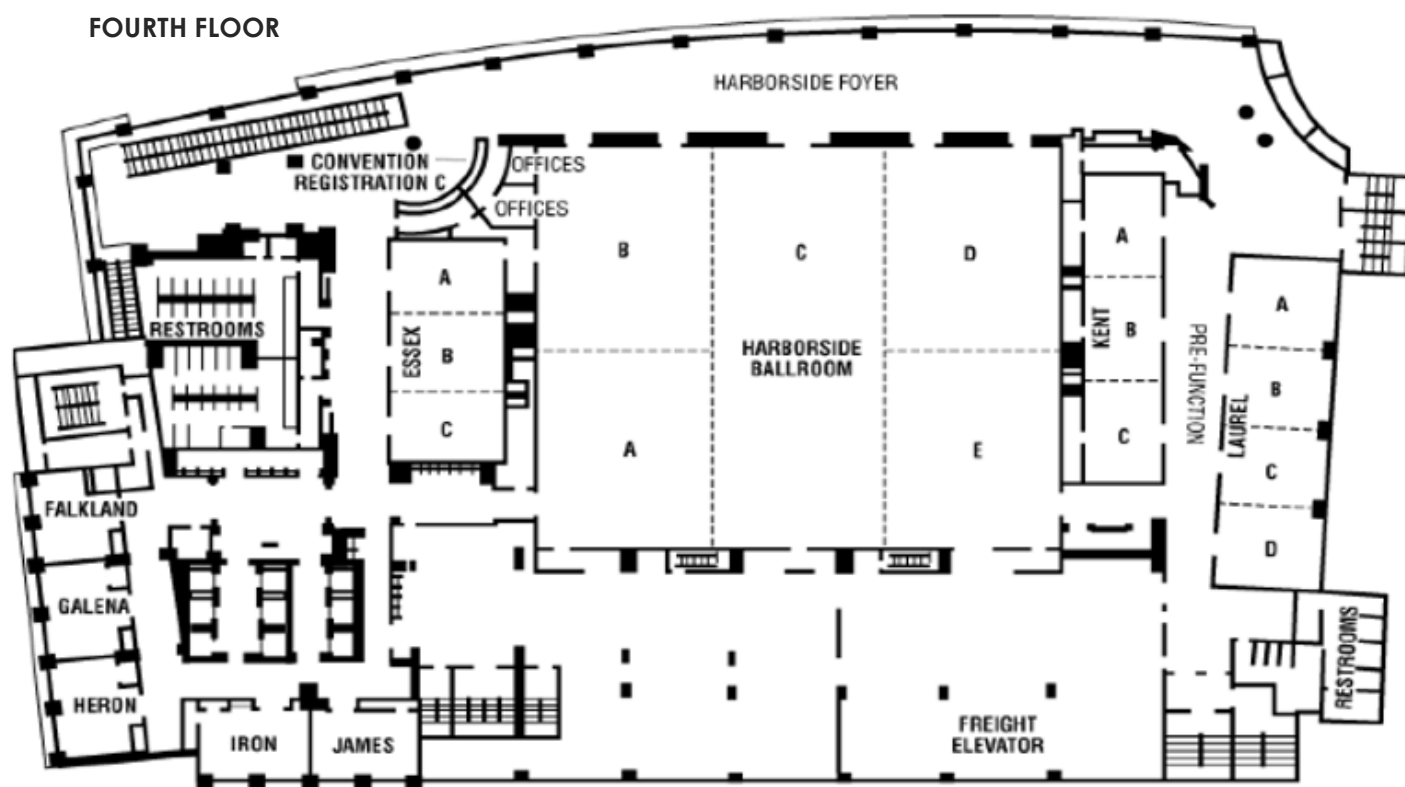 FOURTH FLOOR
HARBORSIDE FOYER
CONVENTION
REGISTRATION C
OFFICES
OFFICES
B
C
D
A
A
A
RESTROOMS
ESSEX
B
C
HARBORSIDE
BALLROOM
KENT
B
C
PRE-FUNCTION
LAUREL
B
C
D
A
E
FALKLAND
GALENA
HERON
IRON
JAMES
FREIGHT
ELEVATOR
RESTROOMS